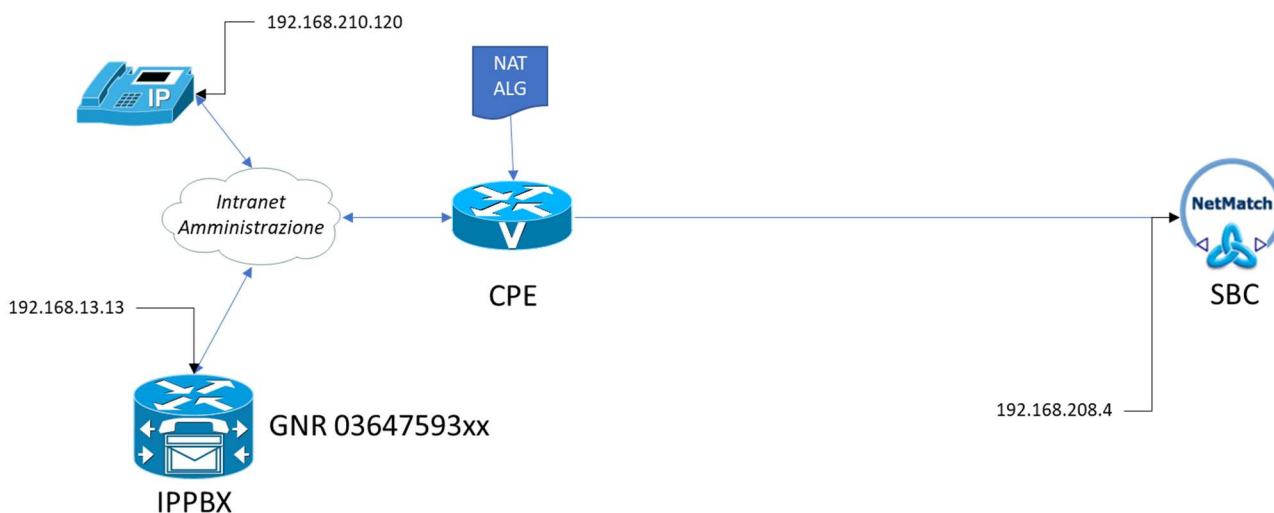 192.168.210.120
NAT
ALG
IP
Intranet
Amministrazione
NetMatch
V
CPE
SBC
192.168.13.13
192.168.208.4
GNR 03647593xx
IPPBX